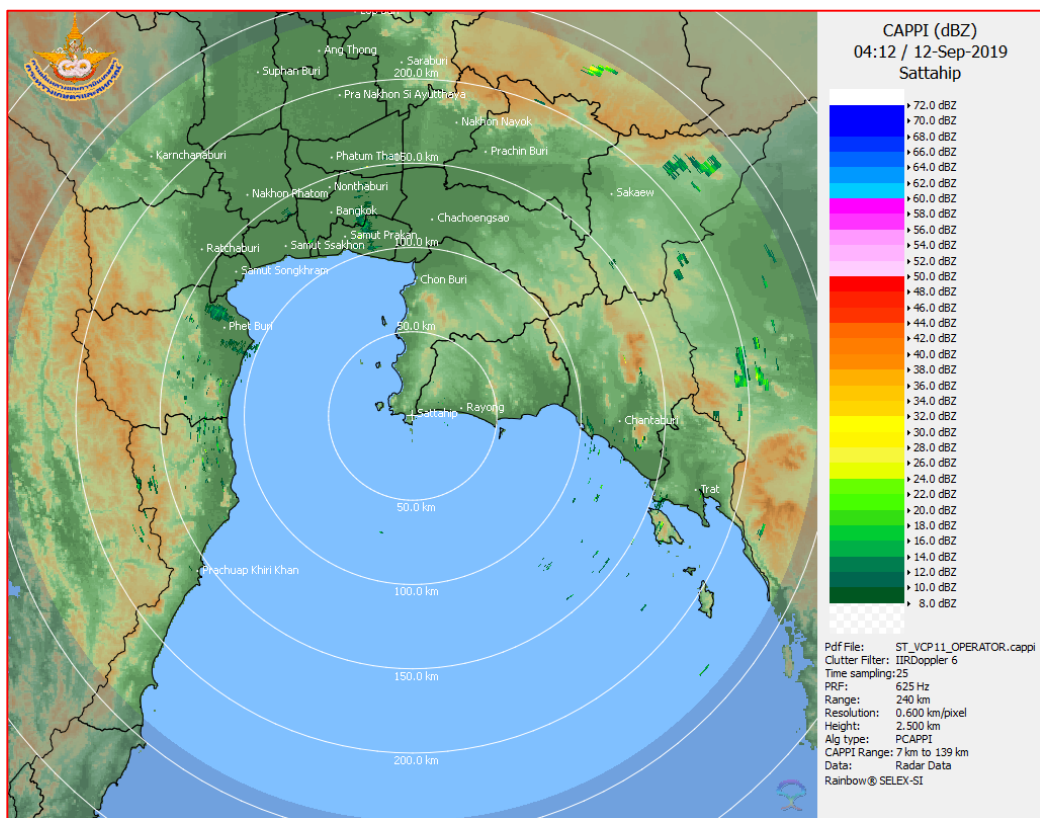 Ang Thong
Suphan Buri
Saraburi
200.0 km
Pra Nakhon Si Ayutthaya
Nakhon Nayok
Karnchanaburi
Phatum Tha
150.0 km
Prachin Buri
Nonthaburi
Nakhon Phatom
Sakaew
Bangkok
Chachoengsao
Samut Prakan
Ratchaburi
Samut Ssakhon
100.0 km
Samut Songkhram
Chon Buri
Phet Buri
50.0 km
Sattahip
Rayong
Chantaburi
Trat
50.0 km
Prachuap Khiri Khan
100.0 km
150.0 km
200.0 km
CAPPI (dBZ)
04:12 / 12-Sep-2019
Sattahip
72.0 dBZ
70.0 dBZ
68.0 dBZ
66.0 dBZ
64.0 dBZ
62.0 dBZ
60.0 dBZ
58.0 dBZ
56.0 dBZ
54.0 dBZ
52.0 dBZ
50.0 dBZ
48.0 dBZ
46.0 dBZ
44.0 dBZ
42.0 dBZ
40.0 dBZ
38.0 dBZ
36.0 dBZ
34.0 dBZ
32.0 dBZ
30.0 dBZ
28.0 dBZ
26.0 dBZ
24.0 dBZ
22.0 dBZ
20.0 dBZ
18.0 dBZ
16.0 dBZ
14.0 dBZ
12.0 dBZ
10.0 dBZ
8.0 dBZ
Pdf File: ST_VCP11_OPERATOR.cappi
Clutter Filter: IIRDoppler 6
Time sampling:25
PRF: 625 Hz
Range: 240 km
Resolution: 0.600 km/pixel
Height: 2.500 km
Alg type: PCAPPI
CAPPI Range: 7 km to 139 km
Data: Radar Data
Rainbow® SELEX-SI